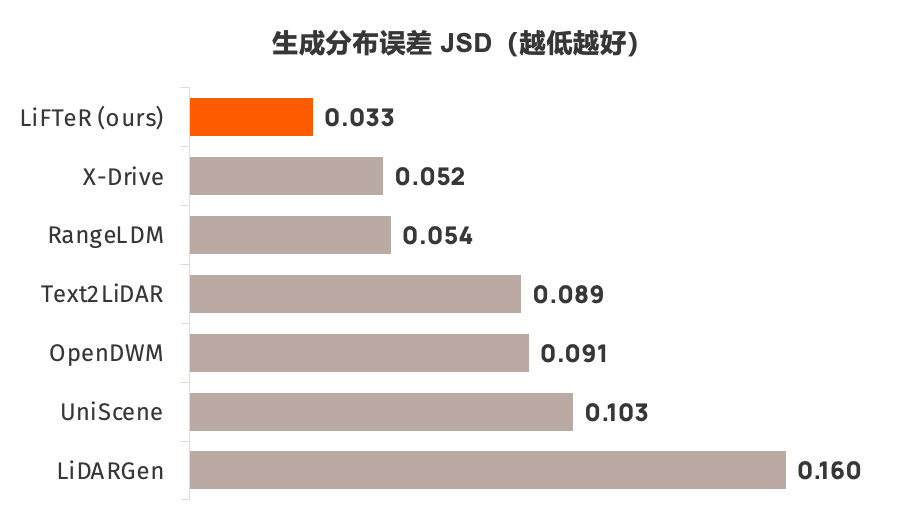 生成分布误差 JSD（越低越好）
LiFTeR (ours) 0.033
X-Drive 0.052
RangeLDM 0.054
Text2LiDAR 0.089
OpenDWM 0.091
UniScene 0.103
LiDARGen 0.160